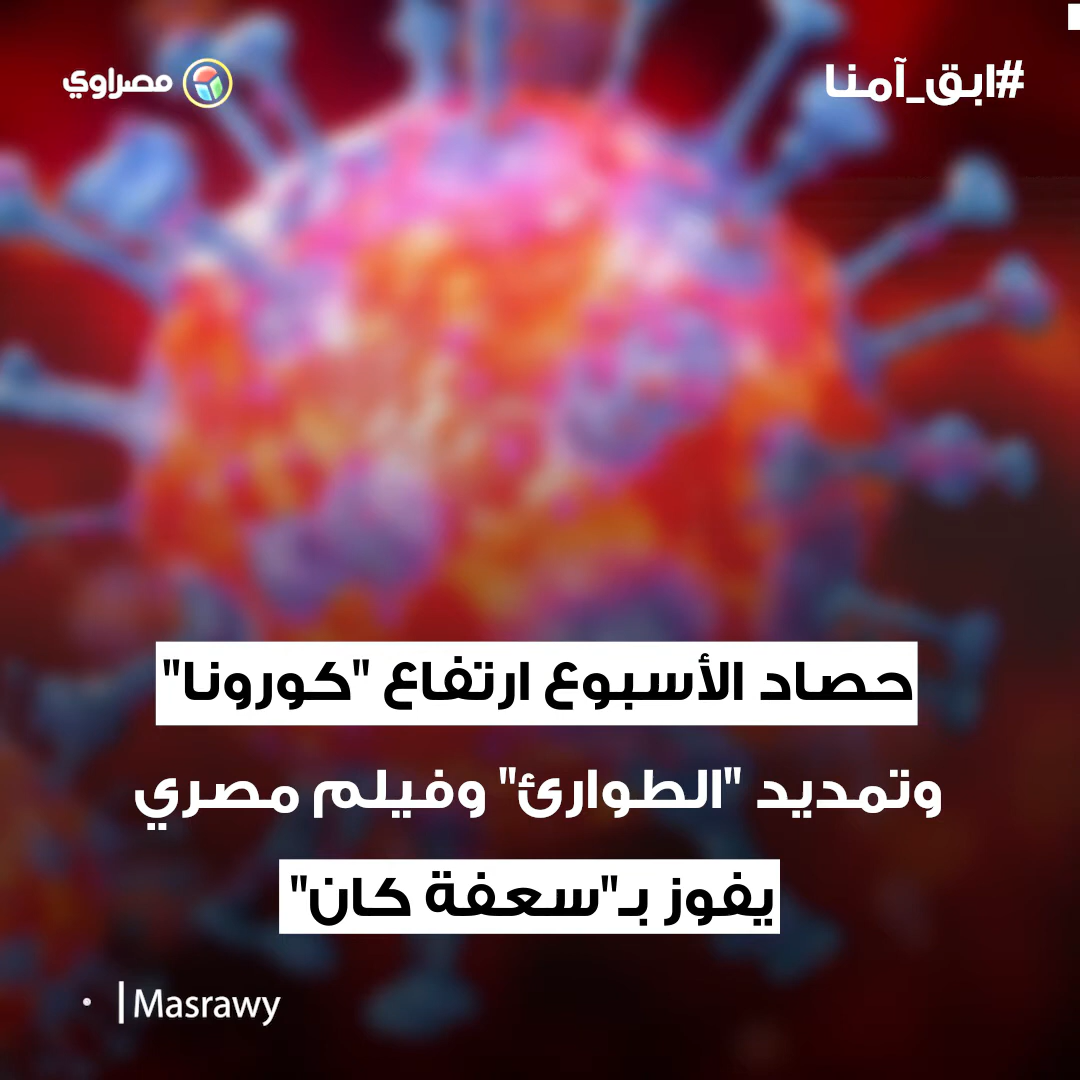 #ابق_آمنا
مصراوي
حصاد الأسبوع ارتفاع "كورونا"
وتمديد "الطوارئ" وفيلم مصري
يفوز بـ"سعفة كان"
Masrawy